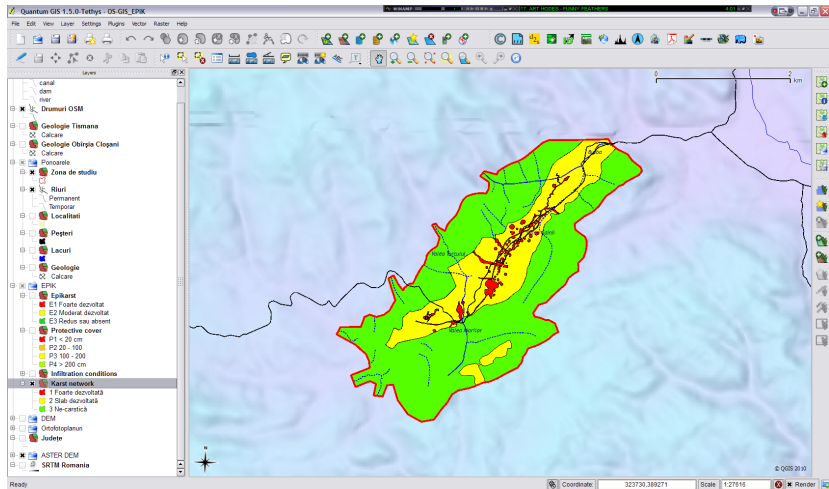 Quantum GIS 1.5.0-Tethys - OS-GIS_EPIK
File Edit View Layer Settings Plugins Vector Raster Help
Layers
canal
dam
river
Drumuri OSM
Geologie Tismana
Calcare
Geologie Obirşia Cloşani
Calcare
Ponoarele
Zona de studiu
Riuri
Permanent
Temporar
Localitati
Peşteri
Lacuri
Geologie
Calcare
EPIK
Epikarst
E1 Foarte dezvoltat
E2 Moderat dezvoltat
E3 Redus sau absent
Protective cover
P1 < 20 cm
P2 20 - 100
P3 100 - 200
P4 > 200 cm
Infiltration conditions
Karst network
1 Foarte dezvoltată
2 Slab dezvoltată
3 Ne-carstică
DEM
Ortofotoplanuri
Județe
ASTER DEM
SRTM Romania
0 2
km
N
© QGIS 2010
Ready
Coordinate: 323730,389271 Scale 1:27616 Render